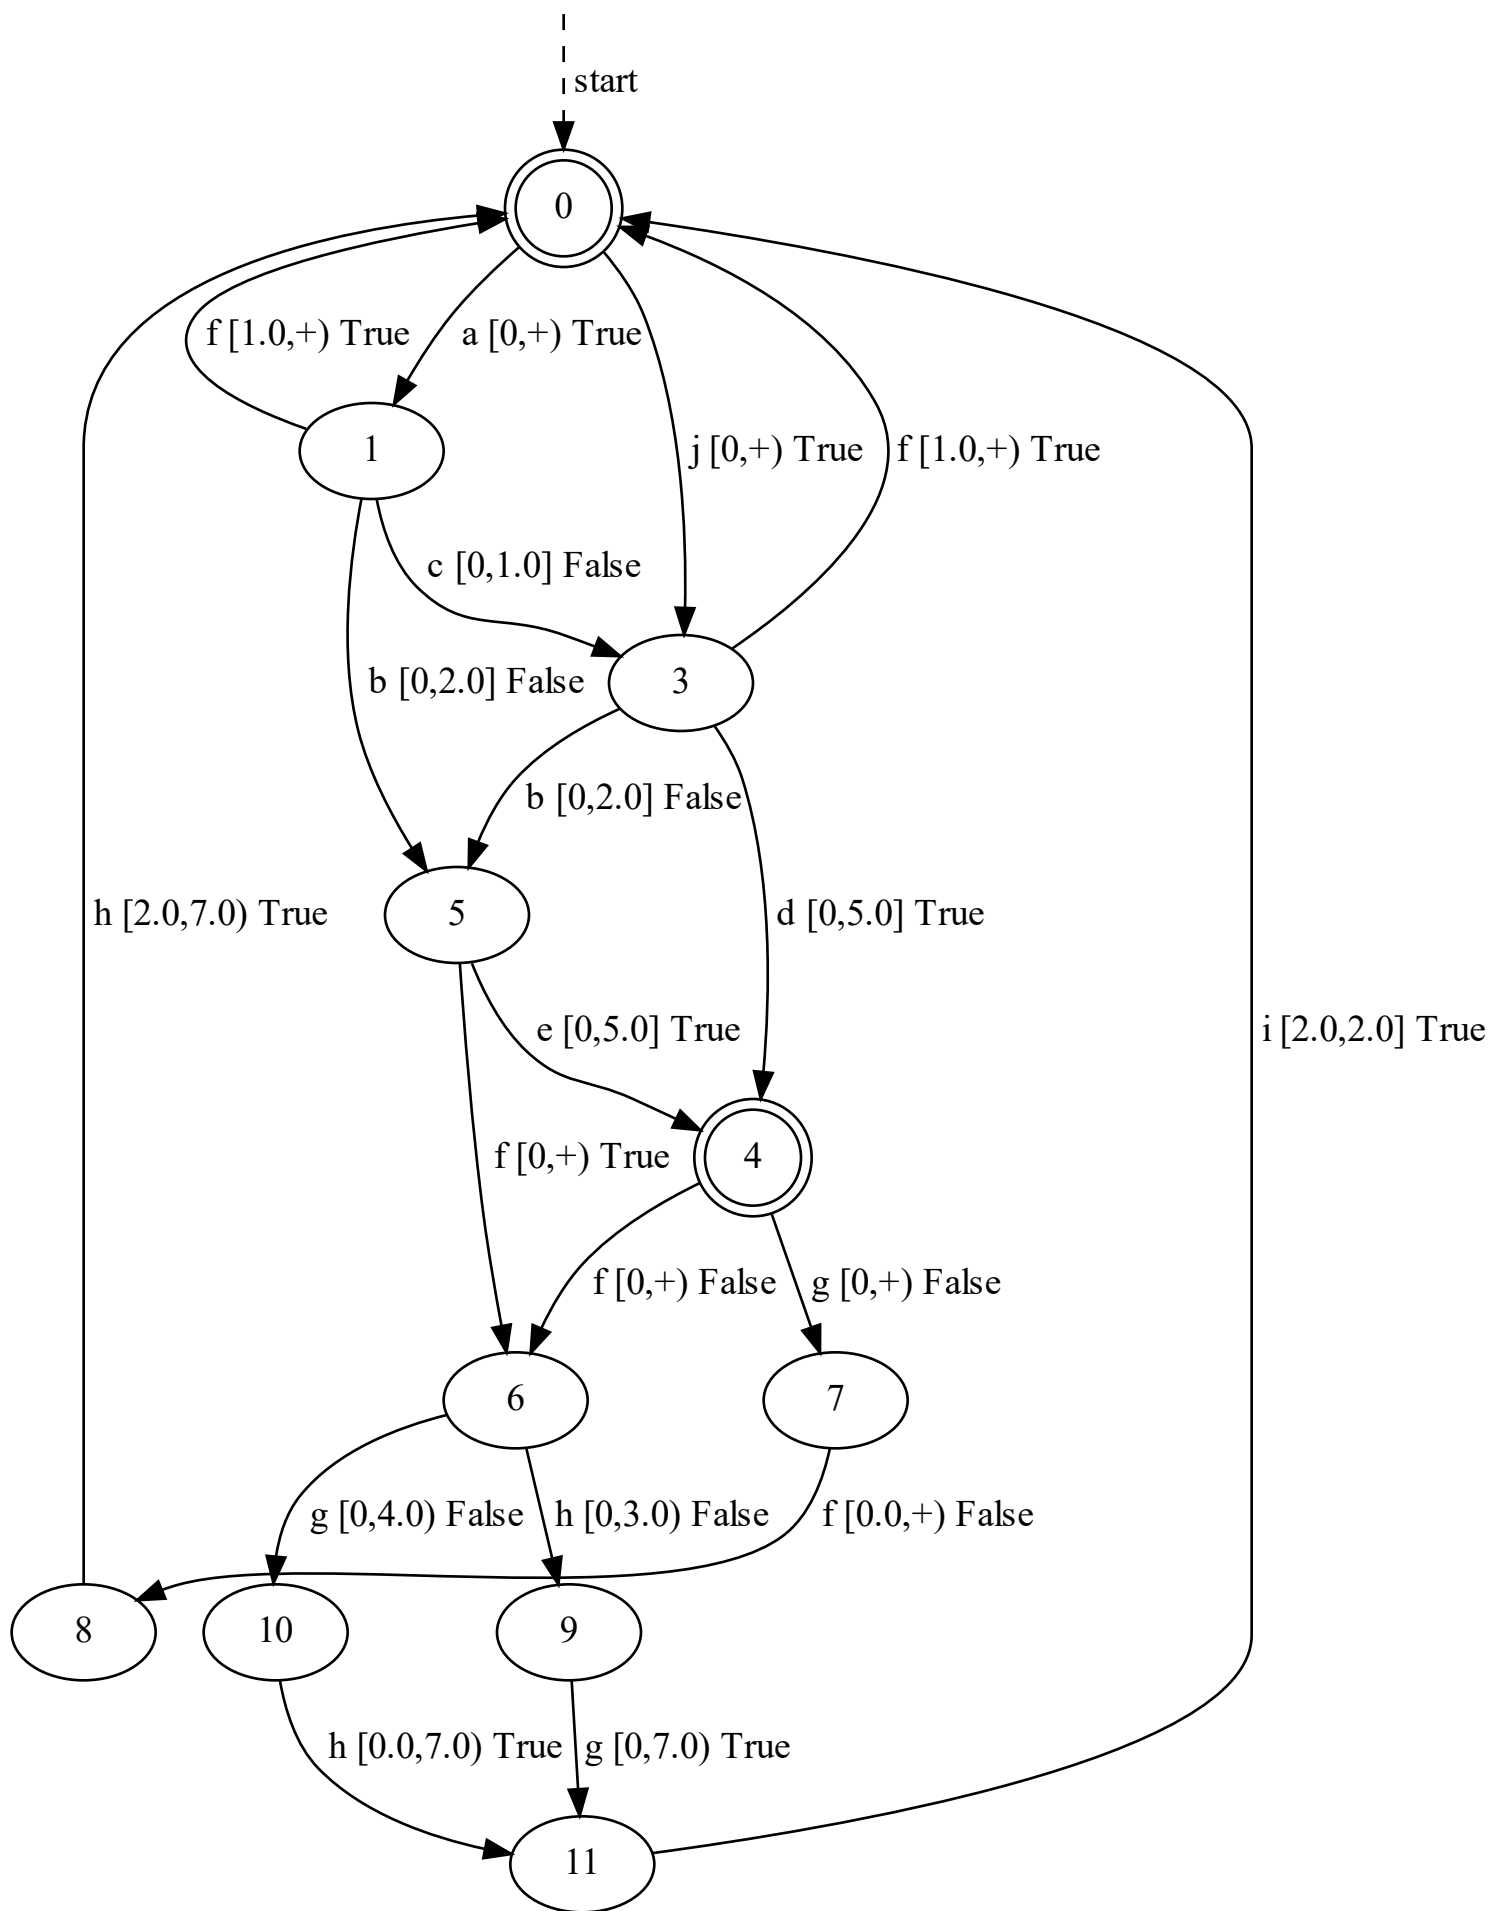 start
0
f [1.0,+) True
a [0,+) True
1
j [0,+) True
f [1.0,+) True
c [0,1.0] False
b [0,2.0] False
3
b [0,2.0] False
h [2.0,7.0) True
5
d [0,5.0] True
e [0,5.0] True
i [2.0,2.0] True
f [0,+) True
4
f [0,+) False
g [0,+) False
6
7
g [0,4.0) False
h [0,3.0) False
f [0.0,+) False
8
10
9
h [0.0,7.0) True
g [0,7.0) True
11